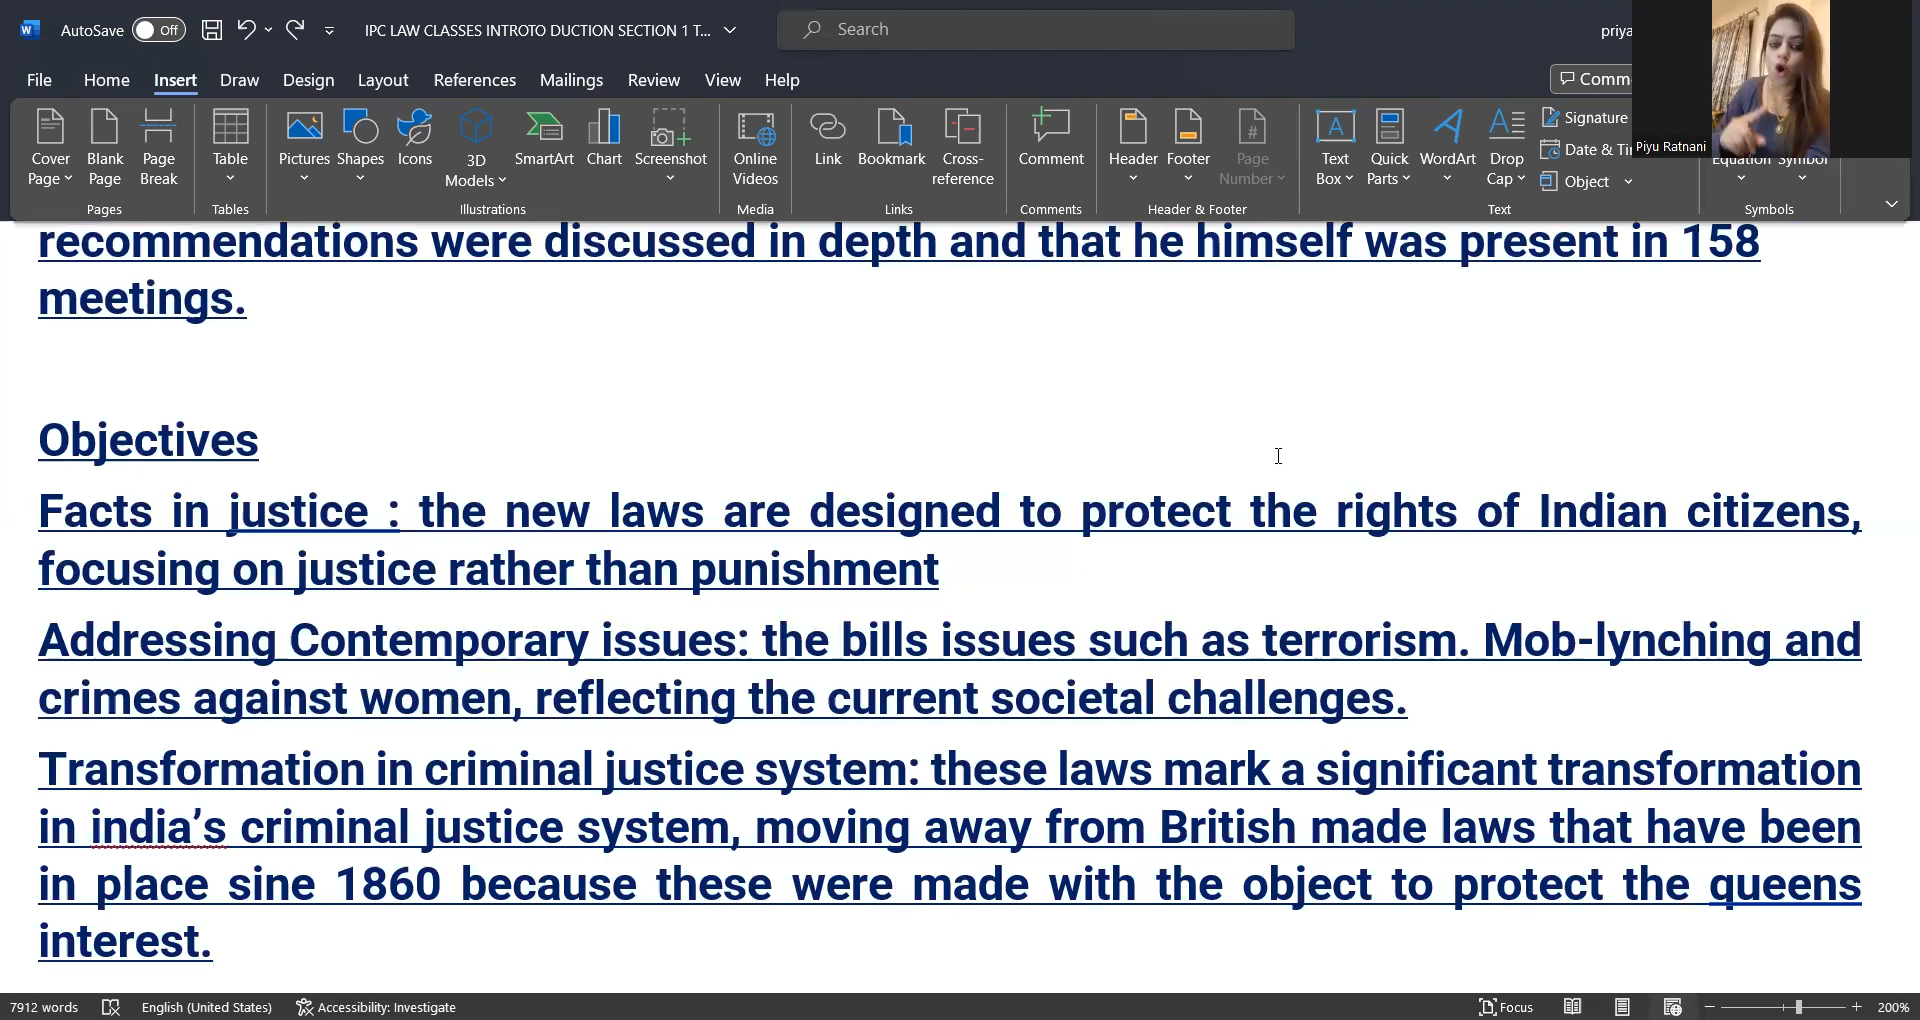 AutoSave Off IPC LAW CLASSES INTROTO DUCTION SECTION 1 T... Search priya
File Home Insert Draw Design Layout References Mailings Review View Help Comm
Cover Page Blank Page Page Break Table Pictures Shapes Icons 3D Models SmartArt Chart Screenshot Online Videos Link Bookmark Cross-reference Comment Header Footer Page Number Text Box Quick Parts WordArt Drop Cap Signature
Date & Ti
Object
Equation Symbol
Piyu Ratnani
Pages Tables Illustrations Media Links Comments Header & Footer Text Symbols
recommendations were discussed in depth and that he himself was present in 158
meetings.
Objectives
Facts in justice : the new laws are designed to protect the rights of Indian citizens,
focusing on justice rather than punishment
Addressing Contemporary issues: the bills issues such as terrorism. Mob-lynching and
crimes against women, reflecting the current societal challenges.
Transformation in criminal justice system: these laws mark a significant transformation
in india’s criminal justice system, moving away from British made laws that have been
in place sine 1860 because these were made with the object to protect the queens
interest.
7912 words English (United States) Accessibility: Investigate Focus 200%